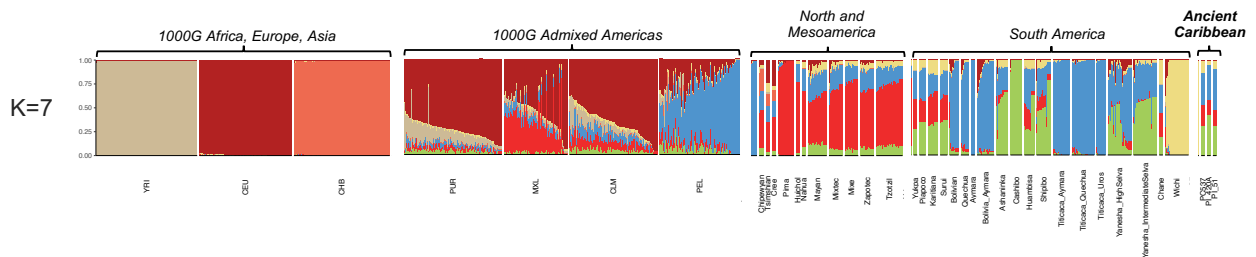 1000G Africa, Europe, Asia
1000G Admixed Americas
North and
Mesoamerica
South America
Ancient
Caribbean
K=7
1.00
0.75
0.50
0.25
0.00
YRI
CEU
CHB
PUR
MXL
CLM
PEL
Chipewyan
Tsimshian
Cree
Pima
Huichol
Nahua
Mayan
Mixtec
Mixe
Zapotec
Tzotzil
Yukpa
Piapoco
Karitiana
Surui
Bolivian
Quechua
Aymara
Bolivia_Aymara
Ashaninka
Cashibo
Huambisa
Shipibo
Titicaca_Aymara
Titicaca_Quechua
Titicaca_Uros
Yanesha_HighSelva
Yanesha_IntermediateSelva
Chane
Wichi
PC537
PI_51